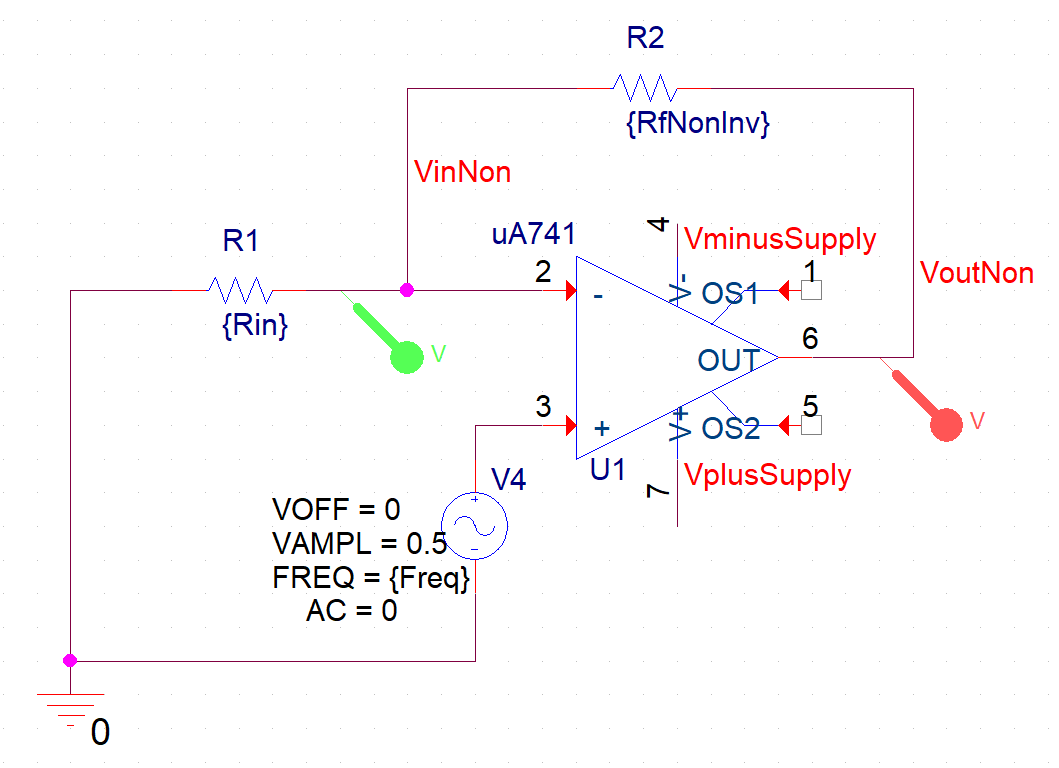 R2
{RfNonInv}
VinNon
R1
{Rin}
uA741
2
-
4
VminusSupply
V-
OS1
1
VoutNon
OUT
6
3
+
V+
OS2
5
U1
7
VplusSupply
V
V
V4
+
-
VOFF = 0
VAMPL = 0.5
FREQ = {Freq}
AC = 0
0